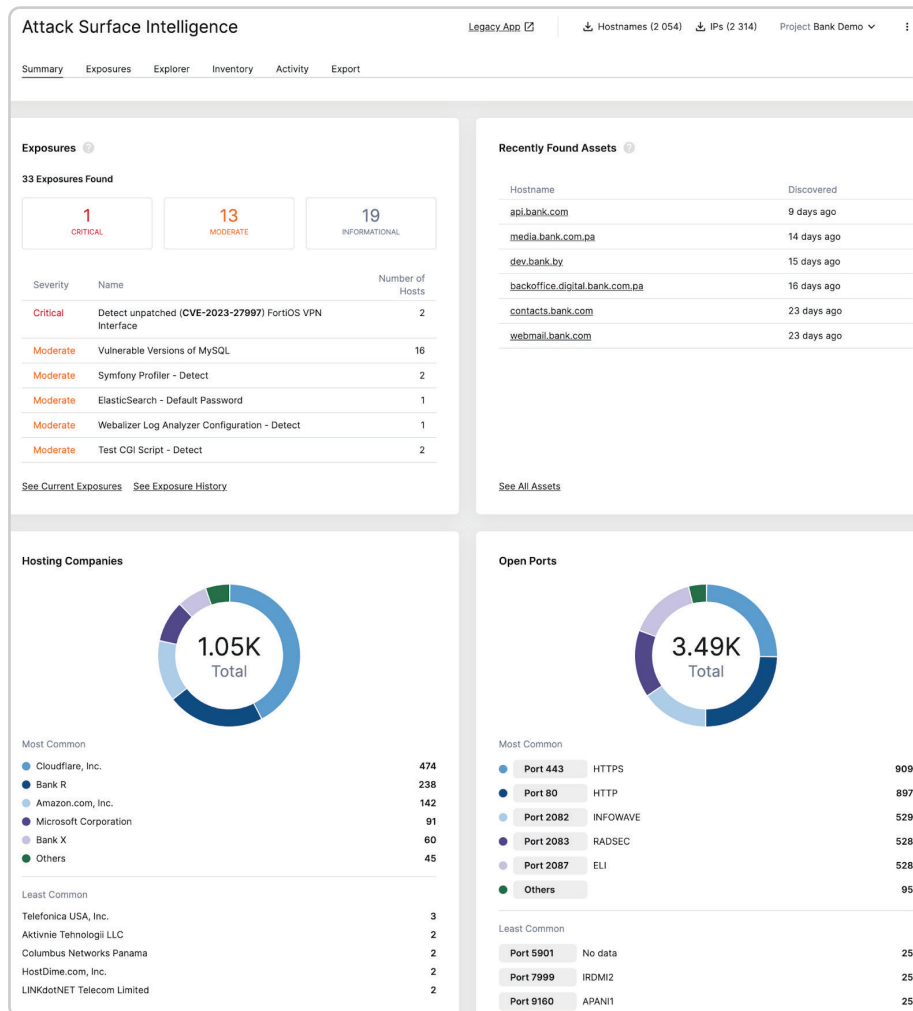 Attack Surface Intelligence
Legacy App
Hostnames (2 054)
IPs (2 314)
Project Bank Demo
Summary
Exposures
Explorer
Inventory
Activity
Export
Exposures ?
33 Exposures Found
1
CRITICAL
13
MODERATE
19
INFORMATIONAL
Severity Name Number of
Hosts
Critical Detect unpatched (CVE-2023-27997) FortiOS VPN 2
Interface
Moderate Vulnerable Versions of MySQL 16
Moderate Symfony Profiler - Detect 2
Moderate ElasticSearch - Default Password 1
Moderate Webalizer Log Analyzer Configuration - Detect 1
Moderate Test CGI Script - Detect 2
See Current Exposures See Exposure History
Recently Found Assets ?
Hostname Discovered
api.bank.com 9 days ago
media.bank.com.pa 14 days ago
dev.bank.by 15 days ago
backoffice.digital.bank.com.pa 16 days ago
contacts.bank.com 23 days ago
webmail.bank.com 23 days ago
See All Assets
Hosting Companies
1.05K
Total
Most Common
Cloudflare, Inc. 474
Bank R 238
Amazon.com, Inc. 142
Microsoft Corporation 91
Bank X 60
Others 45
Least Common
Telefonica USA, Inc. 3
Aktivnie Tehnologii LLC 2
Columbus Networks Panama 2
HostDime.com, Inc. 2
LINKdotNET Telecom Limited 2
Open Ports
3.49K
Total
Most Common
Port 443 HTTPS 909
Port 80 HTTP 897
Port 2082 INFOWAVE 529
Port 2083 RADSEC 528
Port 2087 ELI 528
Others 95
Least Common
Port 5901 No data 25
Port 7999 IRDMI2 25
Port 9160 APANI1 25